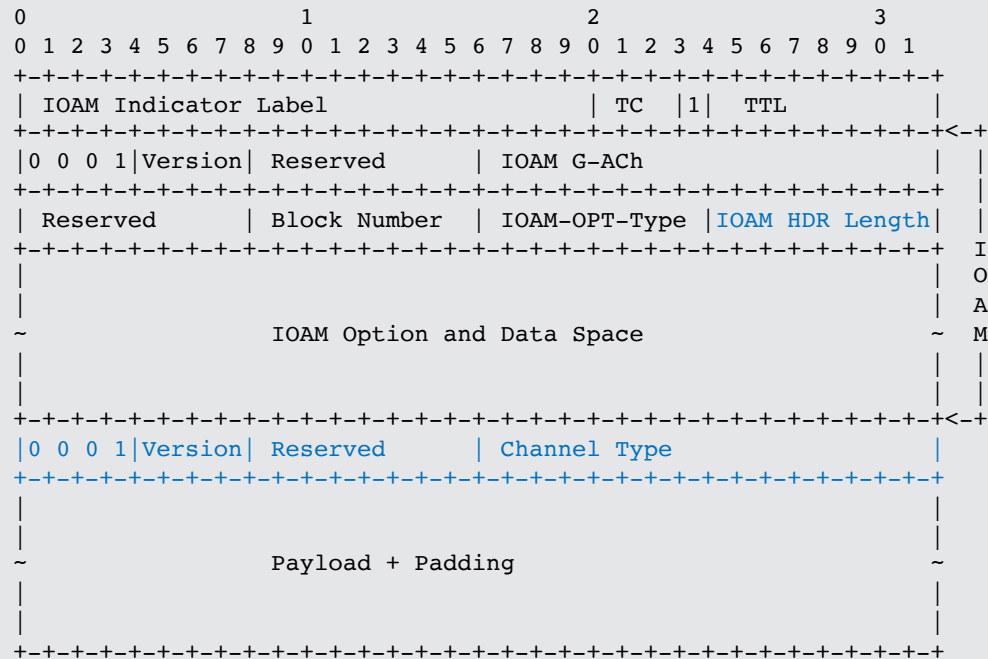 0                   1                   2                   3
0 1 2 3 4 5 6 7 8 9 0 1 2 3 4 5 6 7 8 9 0 1 2 3 4 5 6 7 8 9 0 1
+-+-+-+-+-+-+-+-+-+-+-+-+-+-+-+-+-+-+-+-+-+-+-+-+-+-+-+-+-+-+-+-+
| IOAM Indicator Label                  | TC  |1|  TTL          |
+-+-+-+-+-+-+-+-+-+-+-+-+-+-+-+-+-+-+-+-+-+-+-+-+-+-+-+-+-+-+-+-+<-+
|0 0 0 1|Version| Reserved      | IOAM G-ACh                    |  |
+-+-+-+-+-+-+-+-+-+-+-+-+-+-+-+-+-+-+-+-+-+-+-+-+-+-+-+-+-+-+-+-+  |
| Reserved      | Block Number  | IOAM-OPT-Type |IOAM HDR Length|  |
+-+-+-+-+-+-+-+-+-+-+-+-+-+-+-+-+-+-+-+-+-+-+-+-+-+-+-+-+-+-+-+-+  I
|                                                               |  O
|                                                               |  A
~                 IOAM Option and Data Space                    ~  M
|                                                               |  |
|                                                               |  |
+-+-+-+-+-+-+-+-+-+-+-+-+-+-+-+-+-+-+-+-+-+-+-+-+-+-+-+-+-+-+-+-+<-+
|0 0 0 1|Version| Reserved      | Channel Type                  |
+-+-+-+-+-+-+-+-+-+-+-+-+-+-+-+-+-+-+-+-+-+-+-+-+-+-+-+-+-+-+-+-+
|                                                               |
|                                                               |
~                 Payload + Padding                             ~
|                                                               |
|                                                               |
+-+-+-+-+-+-+-+-+-+-+-+-+-+-+-+-+-+-+-+-+-+-+-+-+-+-+-+-+-+-+-+-+